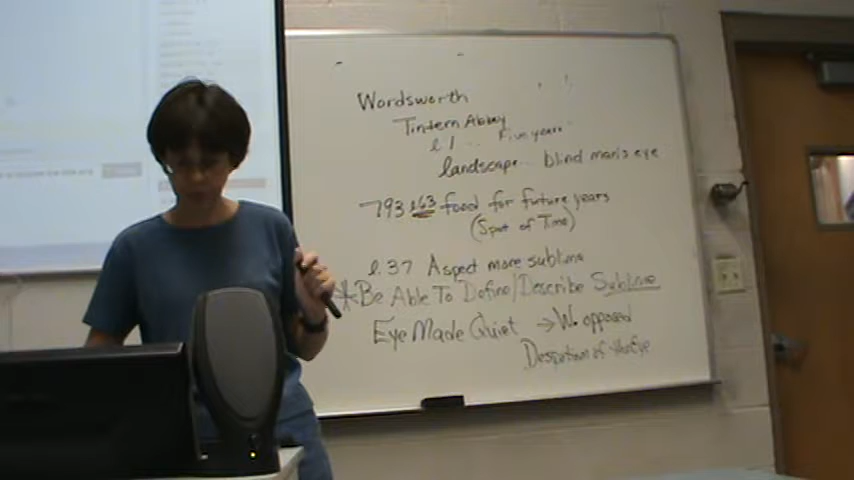 Wordsworth
Tintern Abbey
l. 1 ... Five years
landscape .. blind man's eye
793 l63 food for future years
(Spot of Time)
l. 37 Aspect more sublime
*Be Able To Define/Describe Sublime
Eye Made Quiet → W. opposed
Despotism of the Eye